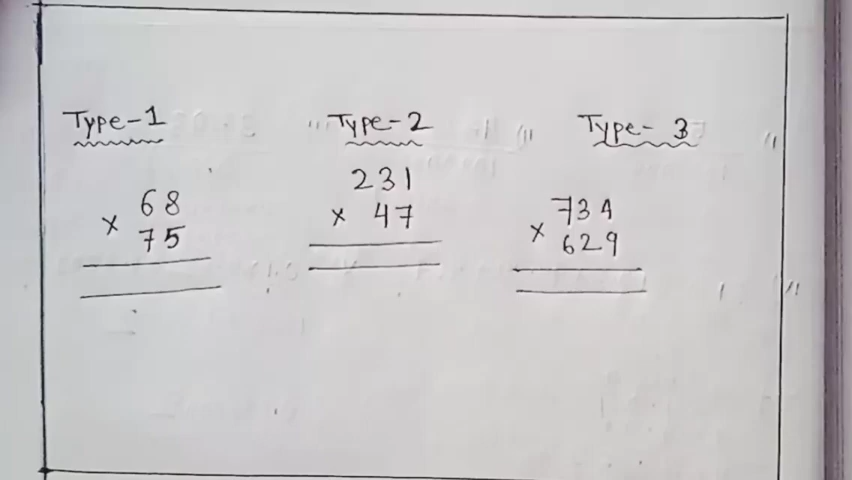 Type-1
68
× 75
Type-2
231
× 47
Type- 3
734
× 629